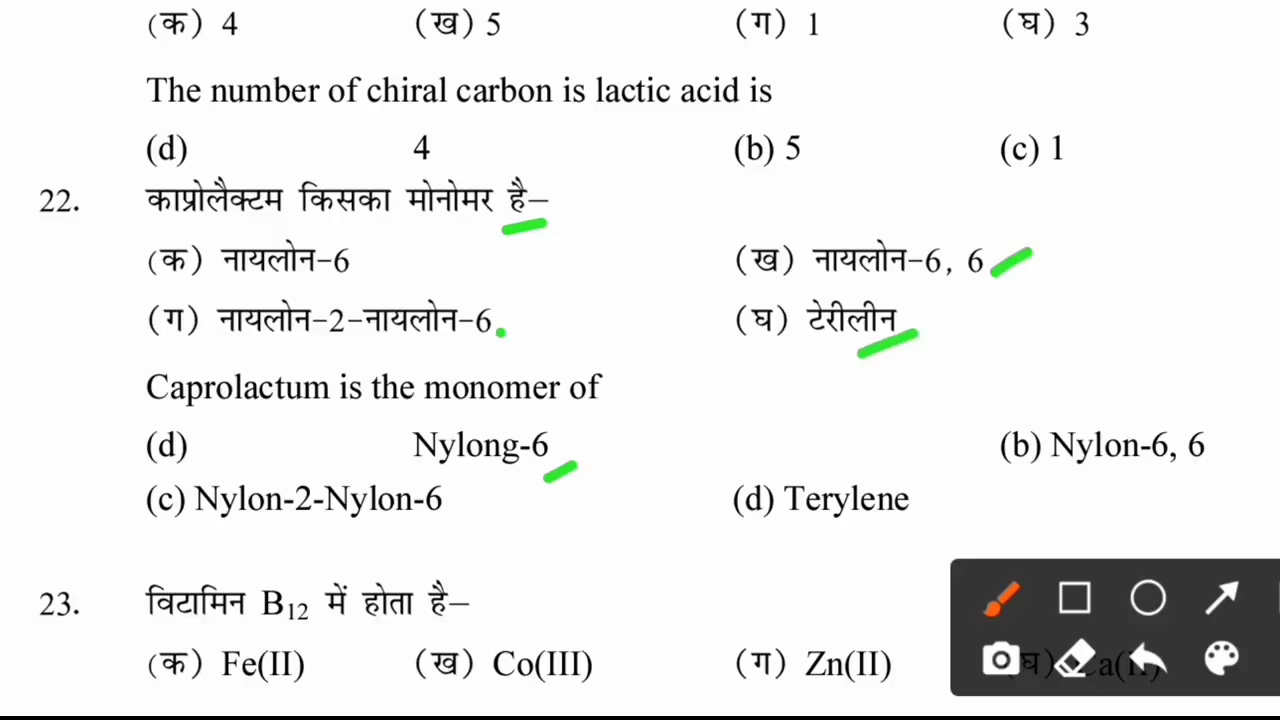 (क) 4 (ख) 5 (ग) 1 (घ) 3
The number of chiral carbon is lactic acid is
(d) 4 (b) 5 (c) 1
22. काप्रोलैक्टम किसका मोनोमर है–
(क) नायलोन-6 (ख) नायलोन-6, 6
(ग) नायलोन-2-नायलोन-6 (घ) टेरीलीन
Caprolactum is the monomer of
(d) Nylong-6 (b) Nylon-6, 6
(c) Nylon-2-Nylon-6 (d) Terylene
23. विटामिन B12 में होता है–
(क) Fe(II) (ख) Co(III) (ग) Zn(II) (घ)